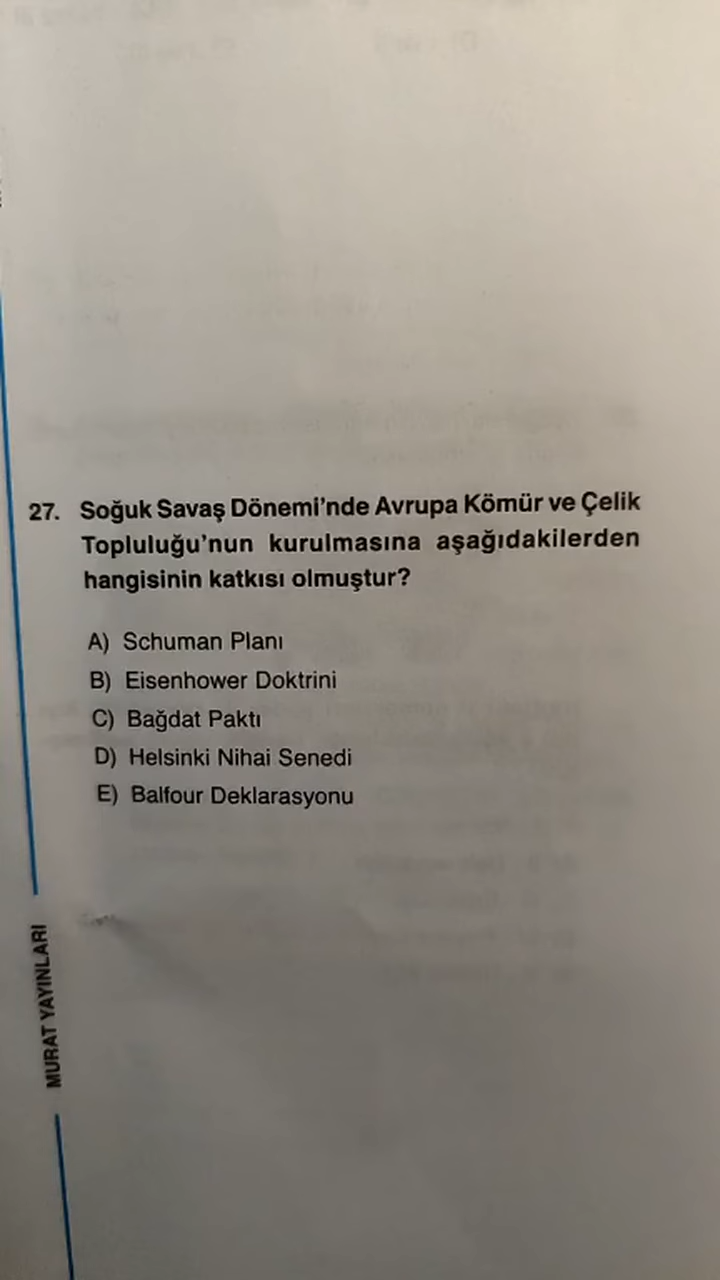 27. Soğuk Savaş Dönemi'nde Avrupa Kömür ve Çelik
Topluluğu'nun kurulmasına aşağıdakilerden
hangisinin katkısı olmuştur?
A) Schuman Planı
B) Eisenhower Doktrini
C) Bağdat Paktı
D) Helsinki Nihai Senedi
E) Balfour Deklarasyonu
MURAT YAYINLARI